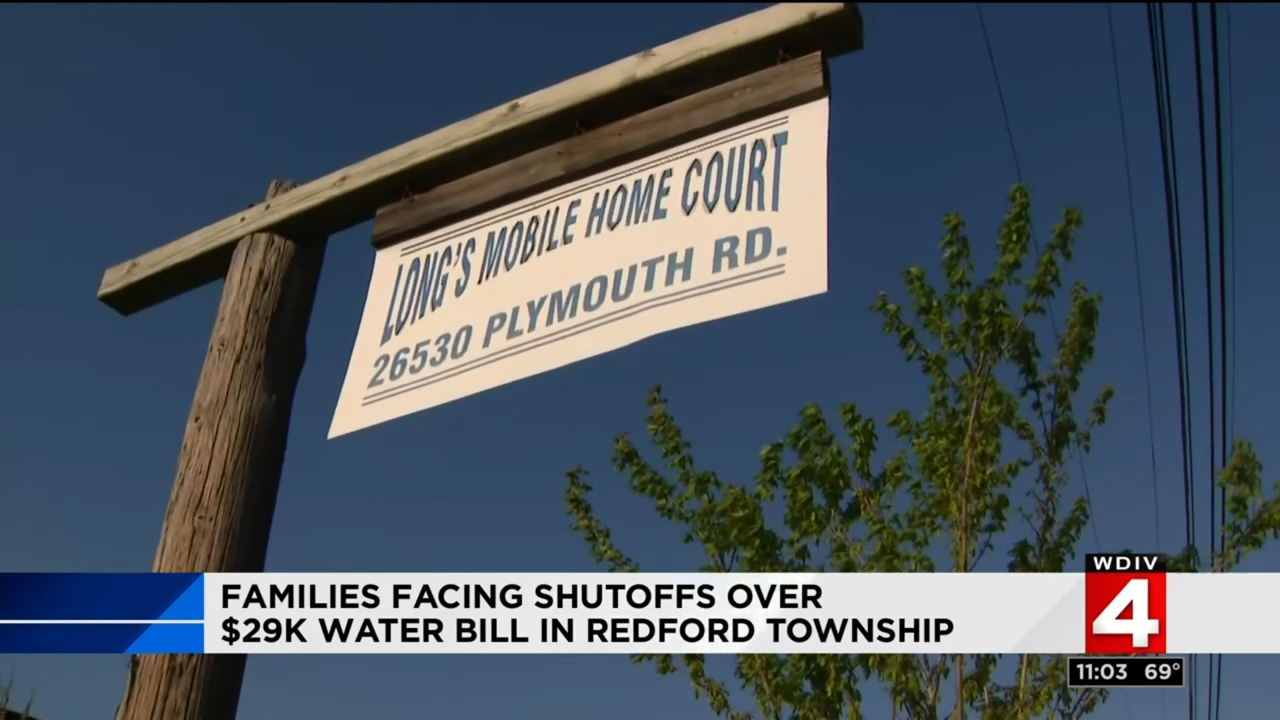 LONG'S MOBILE HOME COURT
26530 PLYMOUTH RD.
FAMILIES FACING SHUTOFFS OVER
$29K WATER BILL IN REDFORD TOWNSHIP
WDIV
4
11:03 69°